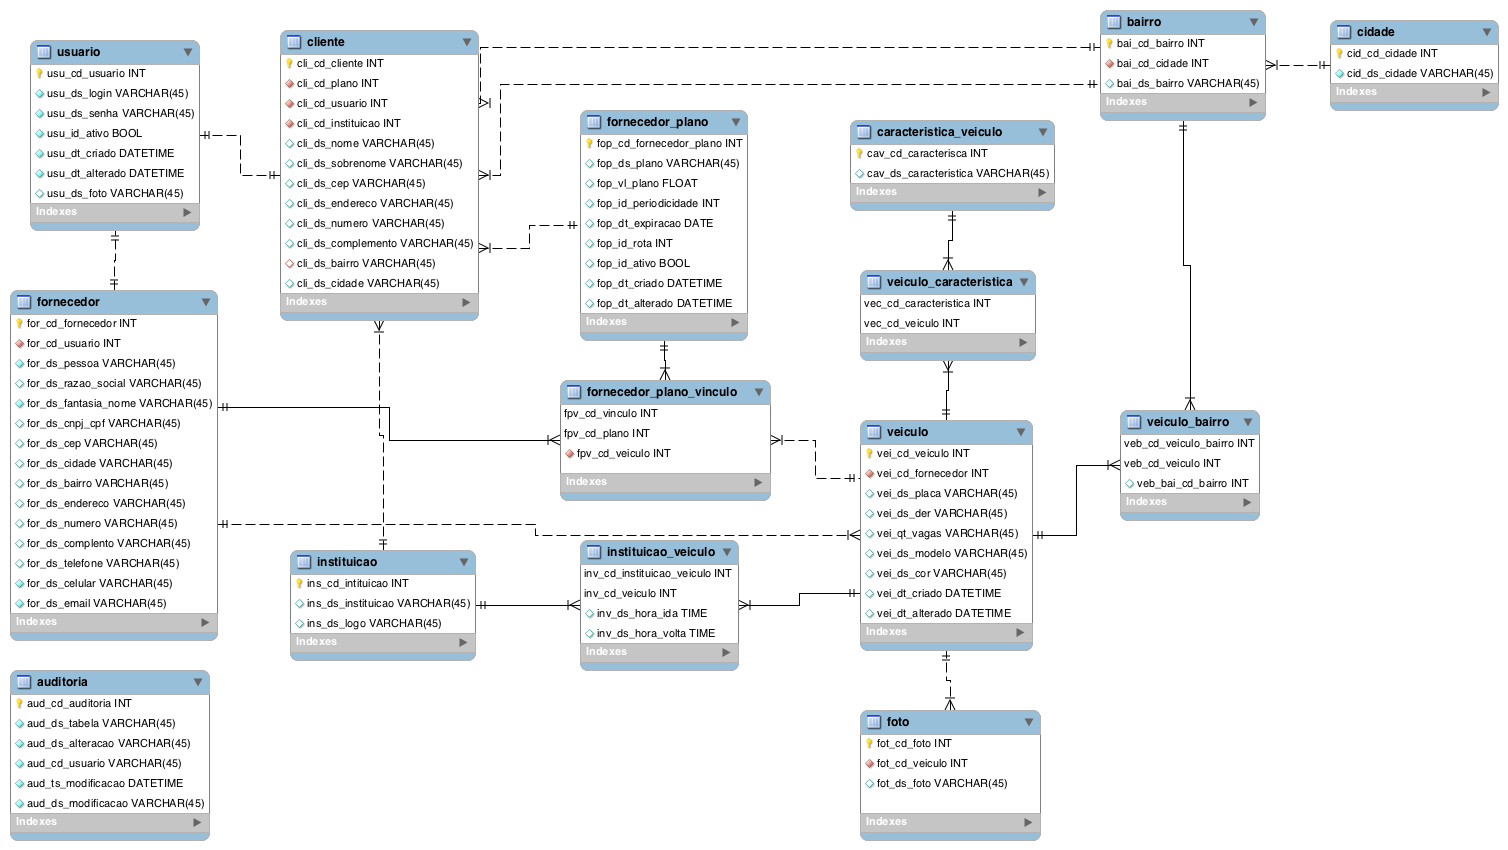 usuario
usu_cd_usuario INT
usu_ds_login VARCHAR(45)
usu_ds_senha VARCHAR(45)
usu_id_ativo BOOL
usu_dt_criado DATETIME
usu_dt_alterado DATETIME
usu_ds_foto VARCHAR(45)
Indexes
cliente
cli_cd_cliente INT
cli_cd_plano INT
cli_cd_usuario INT
cli_cd_instituicao INT
cli_ds_nome VARCHAR(45)
cli_ds_sobrenome VARCHAR(45)
cli_ds_cep VARCHAR(45)
cli_ds_endereco VARCHAR(45)
cli_ds_numero VARCHAR(45)
cli_ds_complemento VARCHAR(45)
cli_ds_bairro VARCHAR(45)
cli_ds_cidade VARCHAR(45)
Indexes
bairro
bai_cd_bairro INT
bai_cd_cidade INT
bai_ds_bairro VARCHAR(45)
Indexes
cidade
cid_cd_cidade INT
cid_ds_cidade VARCHAR(45)
Indexes
fornecedor_plano
fop_cd_fornecedor_plano INT
fop_ds_plano VARCHAR(45)
fop_vl_plano FLOAT
fop_id_periodicidade INT
fop_dt_expiracao DATE
fop_id_rota INT
fop_id_ativo BOOL
fop_dt_criado DATETIME
fop_dt_alterado DATETIME
Indexes
caracteristica_veiculo
cav_cd_caracterisca INT
cav_ds_caracteristica VARCHAR(45)
Indexes
veiculo_caracteristica
vec_cd_caracteristica INT
vec_cd_veiculo INT
Indexes
fornecedor
for_cd_fornecedor INT
for_cd_usuario INT
for_ds_pessoa VARCHAR(45)
for_ds_razao_social VARCHAR(45)
for_ds_fantasia_nome VARCHAR(45)
for_ds_cnpj_cpf VARCHAR(45)
for_ds_cep VARCHAR(45)
for_ds_cidade VARCHAR(45)
for_ds_bairro VARCHAR(45)
for_ds_endereco VARCHAR(45)
for_ds_numero VARCHAR(45)
for_ds_complento VARCHAR(45)
for_ds_telefone VARCHAR(45)
for_ds_celular VARCHAR(45)
for_ds_email VARCHAR(45)
Indexes
fornecedor_plano_vinculo
fpv_cd_vinculo INT
fpv_cd_plano INT
fpv_cd_veiculo INT
Indexes
veiculo
vei_cd_veiculo INT
vei_cd_fornecedor INT
vei_ds_placa VARCHAR(45)
vei_ds_der VARCHAR(45)
vei_qt_vagas VARCHAR(45)
vei_ds_modelo VARCHAR(45)
vei_ds_cor VARCHAR(45)
vei_dt_criado DATETIME
vei_dt_alterado DATETIME
Indexes
veiculo_bairro
veb_cd_veiculo_bairro INT
veb_cd_veiculo INT
veb_bai_cd_bairro INT
Indexes
instituicao
ins_cd_intituicao INT
ins_ds_instituicao VARCHAR(45)
ins_ds_logo VARCHAR(45)
Indexes
instituicao_veiculo
inv_cd_instituicao_veiculo INT
inv_cd_veiculo INT
inv_ds_hora_ida TIME
inv_ds_hora_volta TIME
Indexes
auditoria
aud_cd_auditoria INT
aud_ds_tabela VARCHAR(45)
aud_ds_alteracao VARCHAR(45)
aud_cd_usuario VARCHAR(45)
aud_ts_modificacao DATETIME
aud_ds_modificacao VARCHAR(45)
Indexes
foto
fot_cd_foto INT
fot_cd_veiculo INT
fot_ds_foto VARCHAR(45)
Indexes